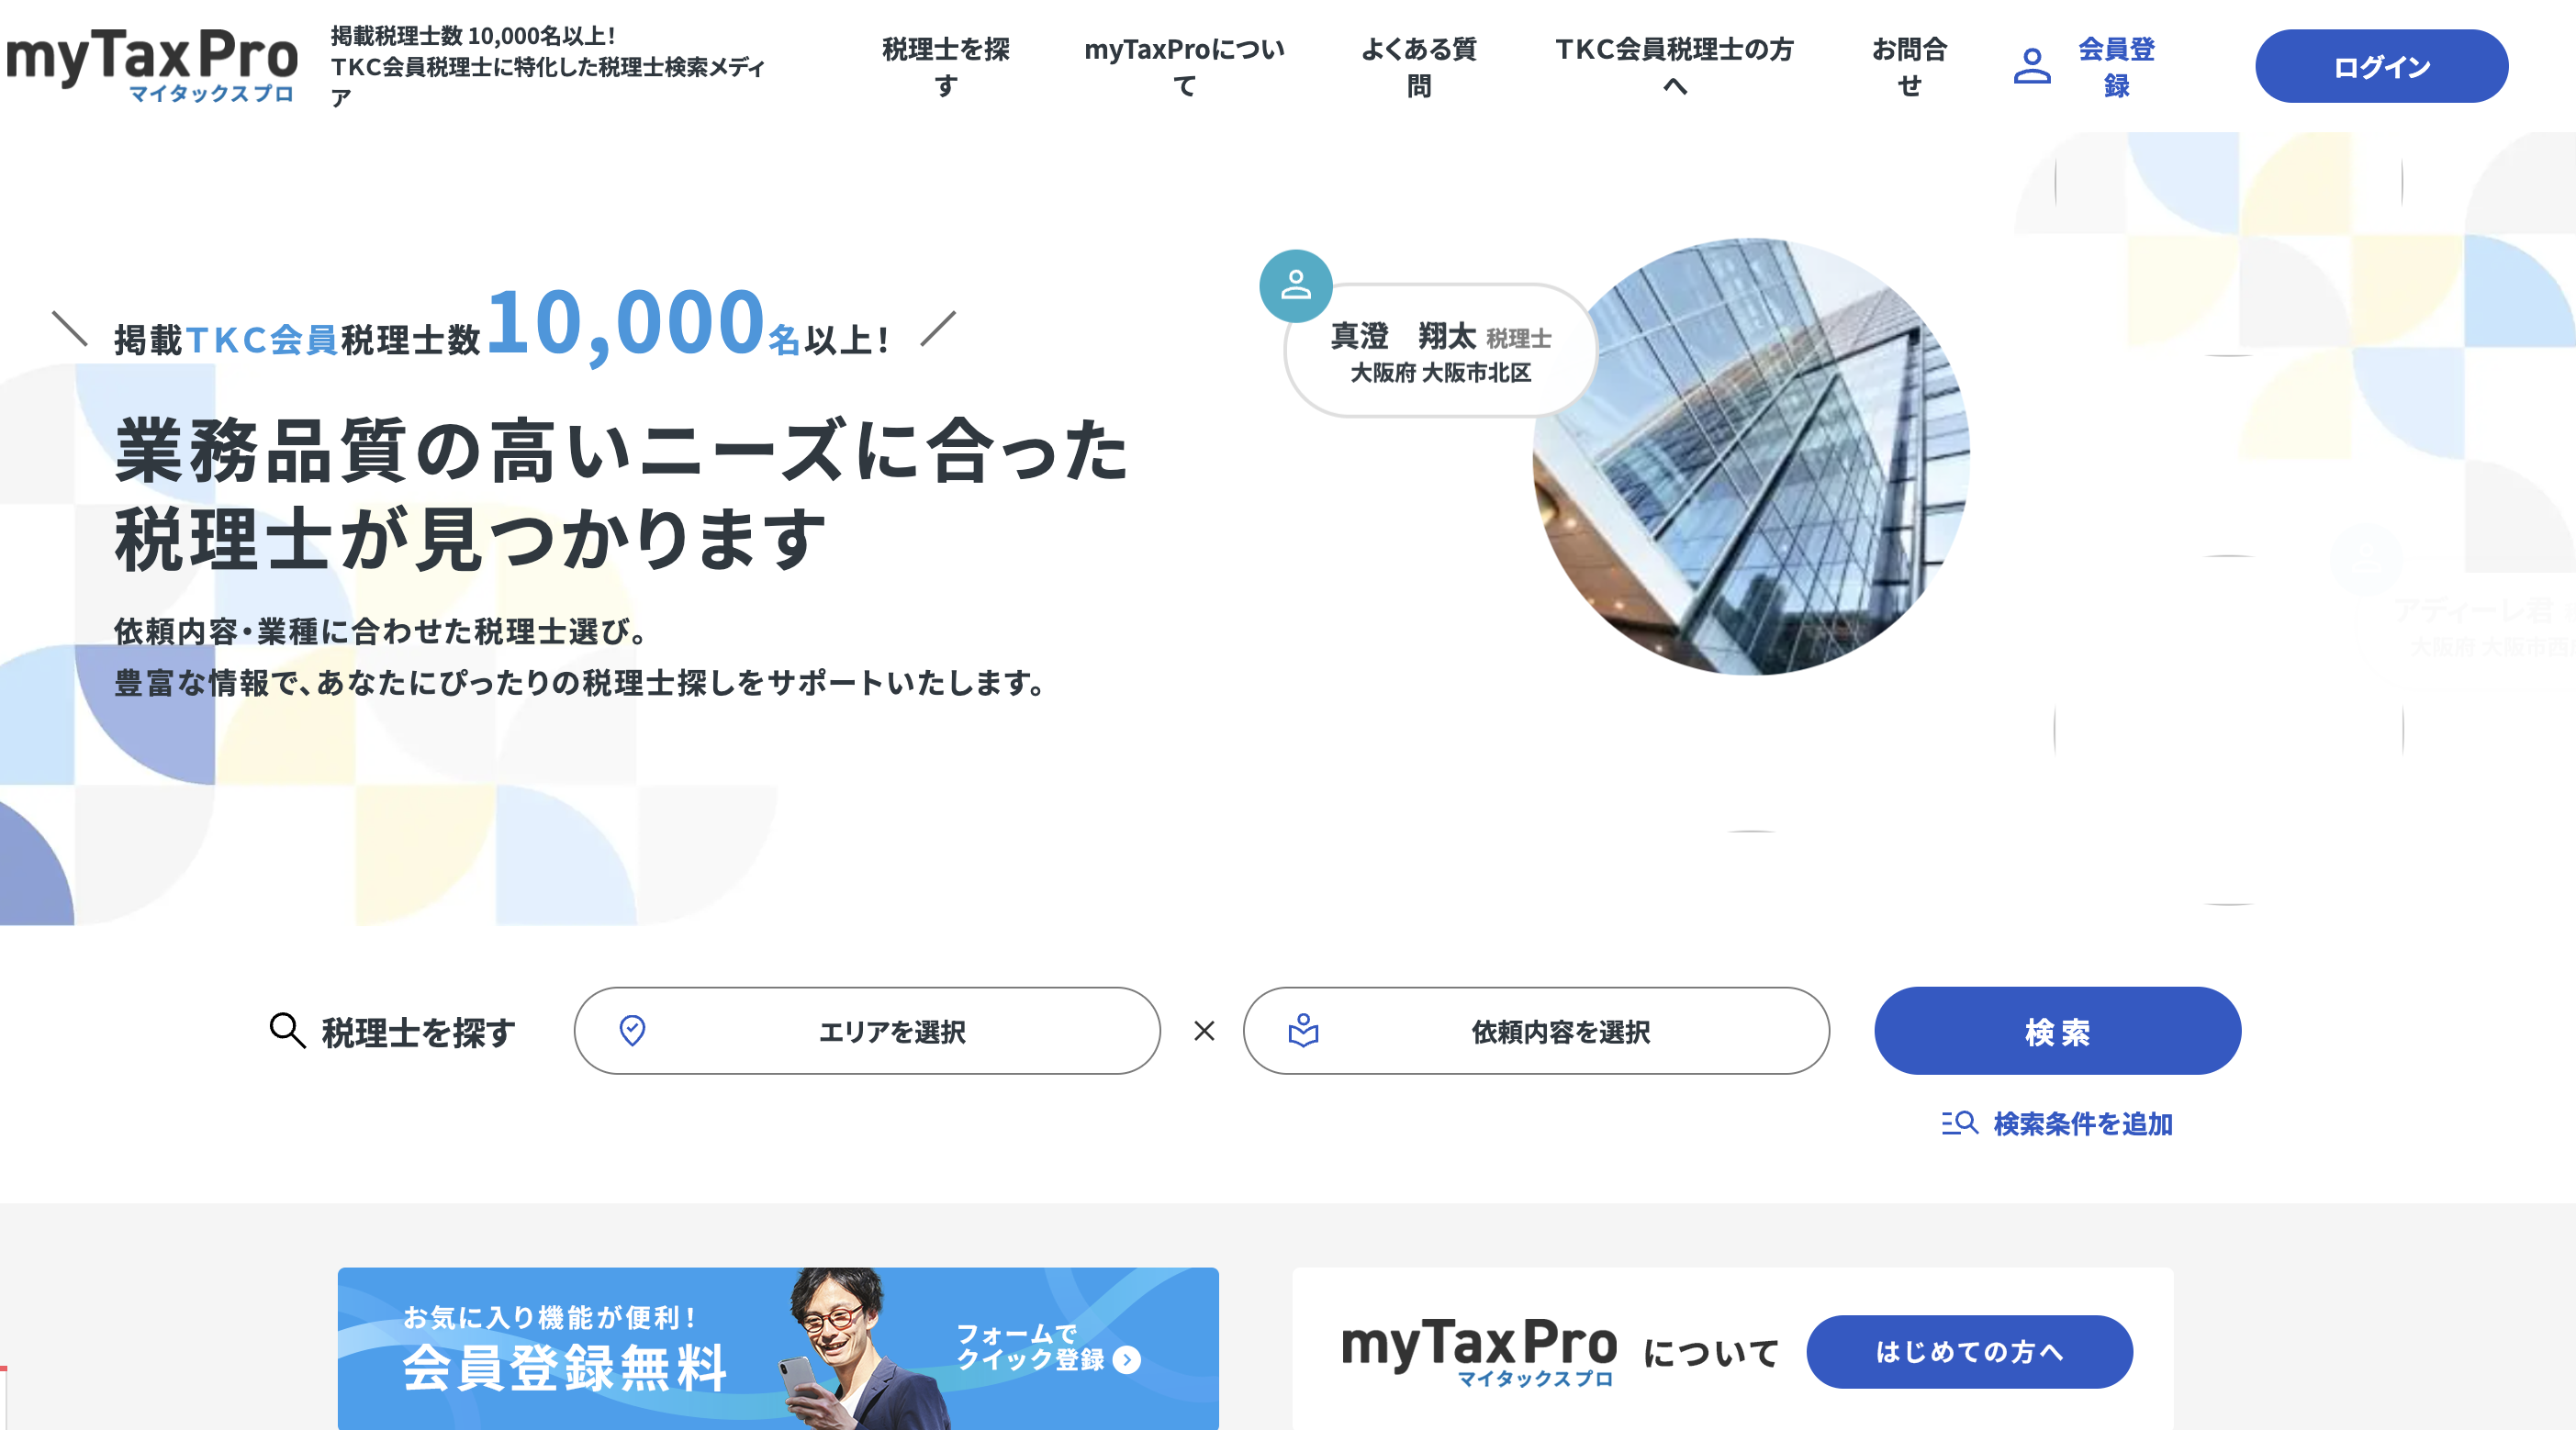 myTaxPro
マイタックスプロ
掲載税理士数 10,000名以上!
TKC会員税理士に特化した税理士検索メディ
ア
税理士を探
す
myTaxProについ
て
よくある質
問
TKC会員税理士の方
へ
お問合
せ
会員登
録
ログイン
掲載TKC会員税理士数10,000名以上!
業務品質の高いニーズに合った
税理士が見つかります
依頼内容・業種に合わせた税理士選び。
豊富な情報で、あなたにぴったりの税理士探しをサポートいたします。
真澄　翔太 税理士
大阪府 大阪市北区
アディーレ君
大阪府 大阪市西
税理士を探す
エリアを選択
×
依頼内容を選択
検索
検索条件を追加
お気に入り機能が便利!
会員登録無料
フォームで
クイック登録
myTaxPro
マイタックスプロ
について
はじめての方へ